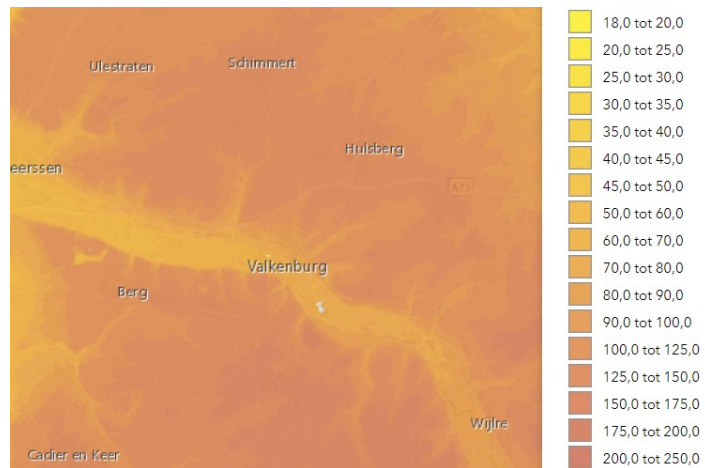 Ulestraten
Schimmert
Hulsberg
eerssen
A79
Valkenburg
Berg
Wijlre
Cadier en Keer
18,0 tot 20,0
20,0 tot 25,0
25,0 tot 30,0
30,0 tot 35,0
35,0 tot 40,0
40,0 tot 45,0
45,0 tot 50,0
50,0 tot 60,0
60,0 tot 70,0
70,0 tot 80,0
80,0 tot 90,0
90,0 tot 100,0
100,0 tot 125,0
125,0 tot 150,0
150,0 tot 175,0
175,0 tot 200,0
200,0 tot 250,0